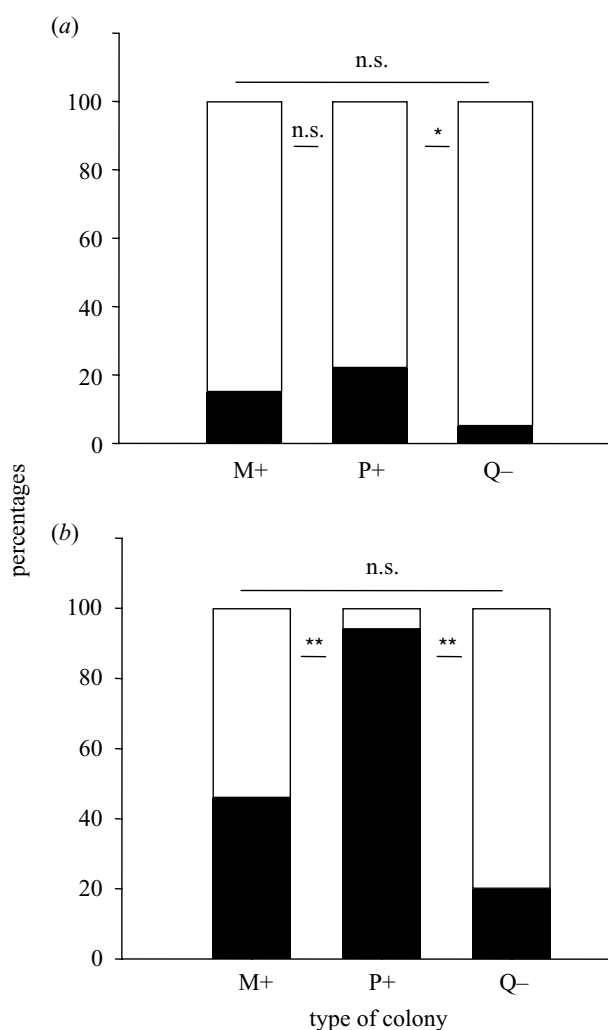 (a)
n.s.
100
n.s.
*
80
60
40
20
0
M+ P+ Q–
percentages
(b)
n.s.
100
** **
80
60
40
20
0
M+ P+ Q–
type of colony